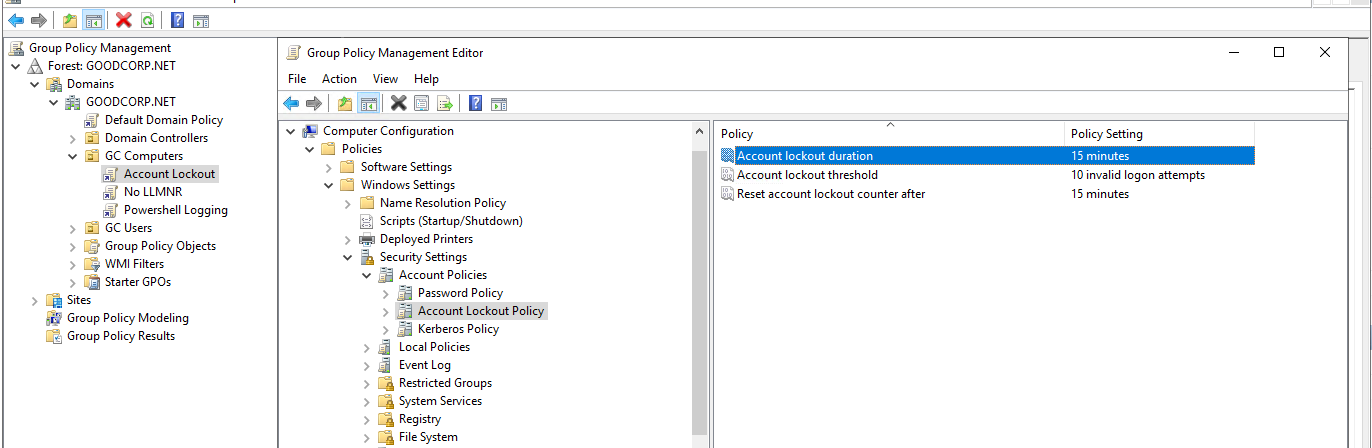 Group Policy Management
Forest: GOODCORP.NET
Domains
GOODCORP.NET
Default Domain Policy
Domain Controllers
GC Computers
Account Lockout
No LLMNR
Powershell Logging
GC Users
Group Policy Objects
WMI Filters
Starter GPOs
Sites
Group Policy Modeling
Group Policy Results
Group Policy Management Editor
File Action View Help
Computer Configuration
Policies
Software Settings
Windows Settings
Name Resolution Policy
Scripts (Startup/Shutdown)
Deployed Printers
Security Settings
Account Policies
Password Policy
Account Lockout Policy
Kerberos Policy
Local Policies
Event Log
Restricted Groups
System Services
Registry
File System
Policy Policy Setting
Account lockout duration 15 minutes
Account lockout threshold 10 invalid logon attempts
Reset account lockout counter after 15 minutes